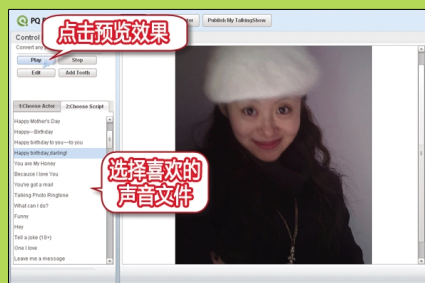 PQ
Publish My TalkingShow
点击预览效果
Control
Convert any
Play Stop
Edit Add Tooth
1:Choose Actor 2:Choose Script
Happy Mother's Day
Happy--Birthday
Happy birthday to you~~to you
Happy birthday,darling!
You are My Honey
Because I love You
You've got a mail
Talking Photo Ringtone
What can I do?
Funny
Hey
Tell a joke (18+)
One I love
Leave me a message
选择喜欢的
声音文件